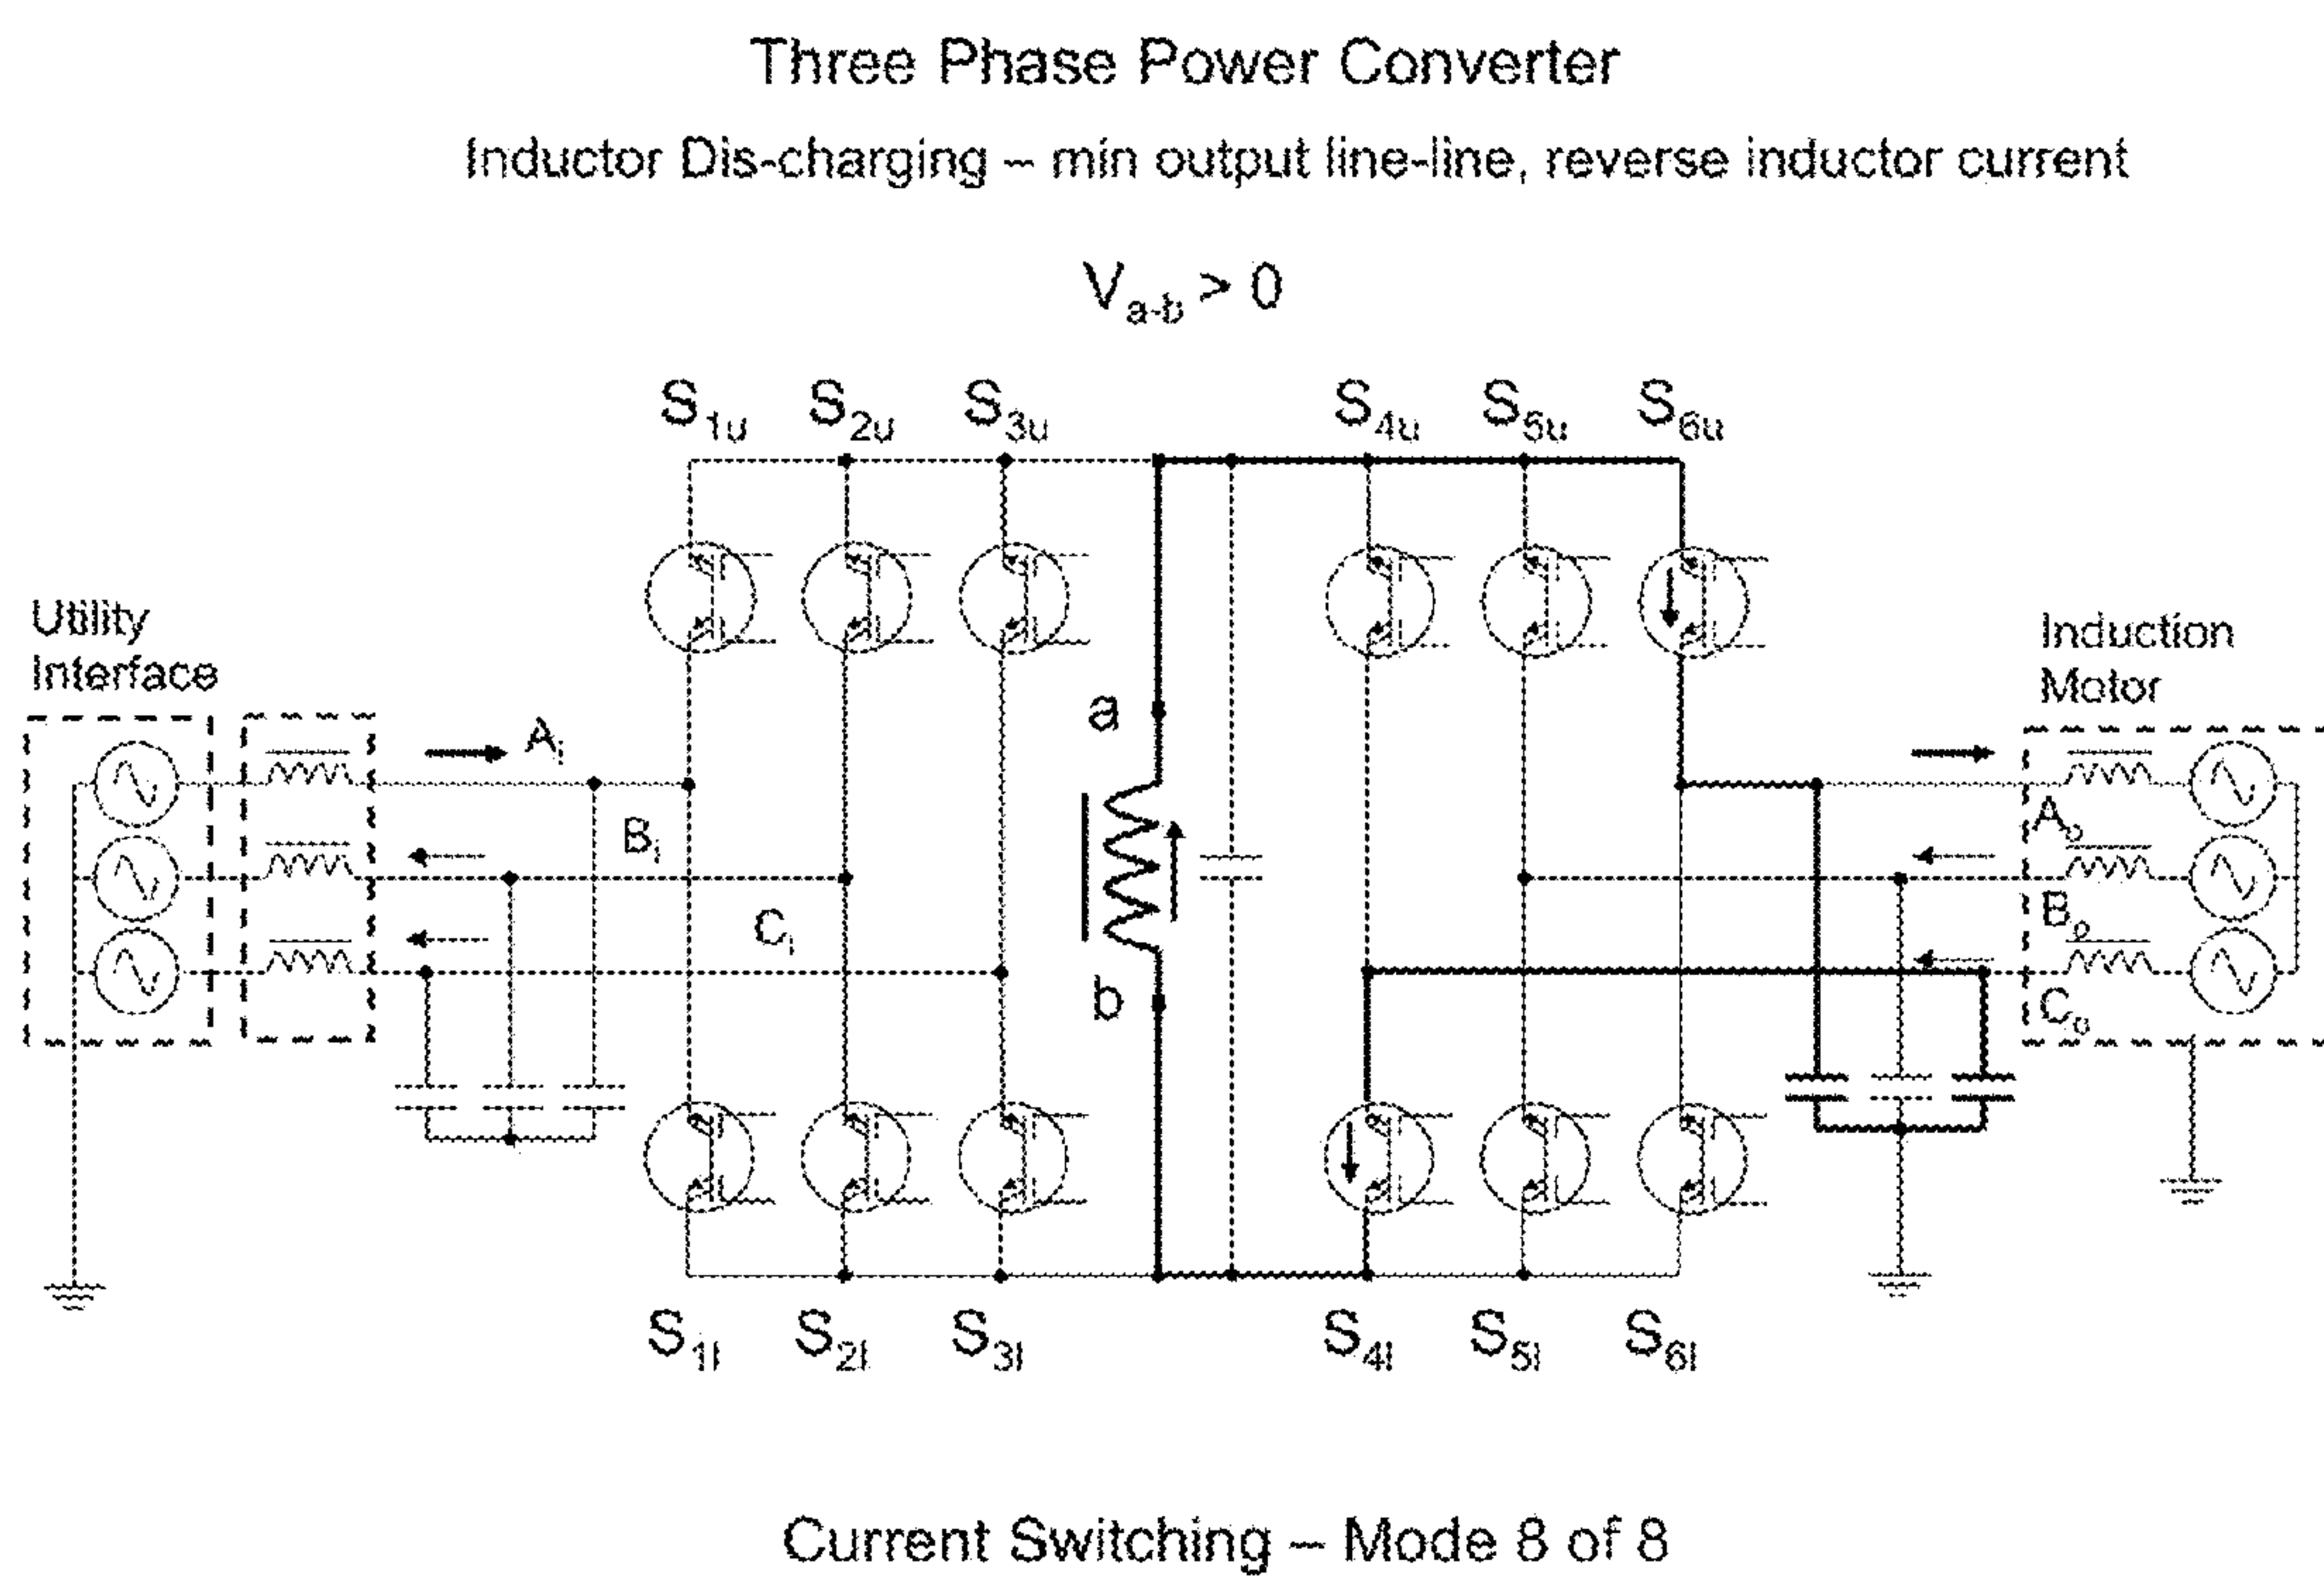 Three Phase Power Converter
Inductor Dis-charging – min output line-line, reverse inductor current
Va-b > 0
S1u S2u S3u S4u S5u S6u
Utility
Interface
Induction
Motor
Ai
Bi
Ci
a
b
Ao
Bo
Co
S1l S2l S3l S4l S5l S6l
Current Switching – Mode 8 of 8